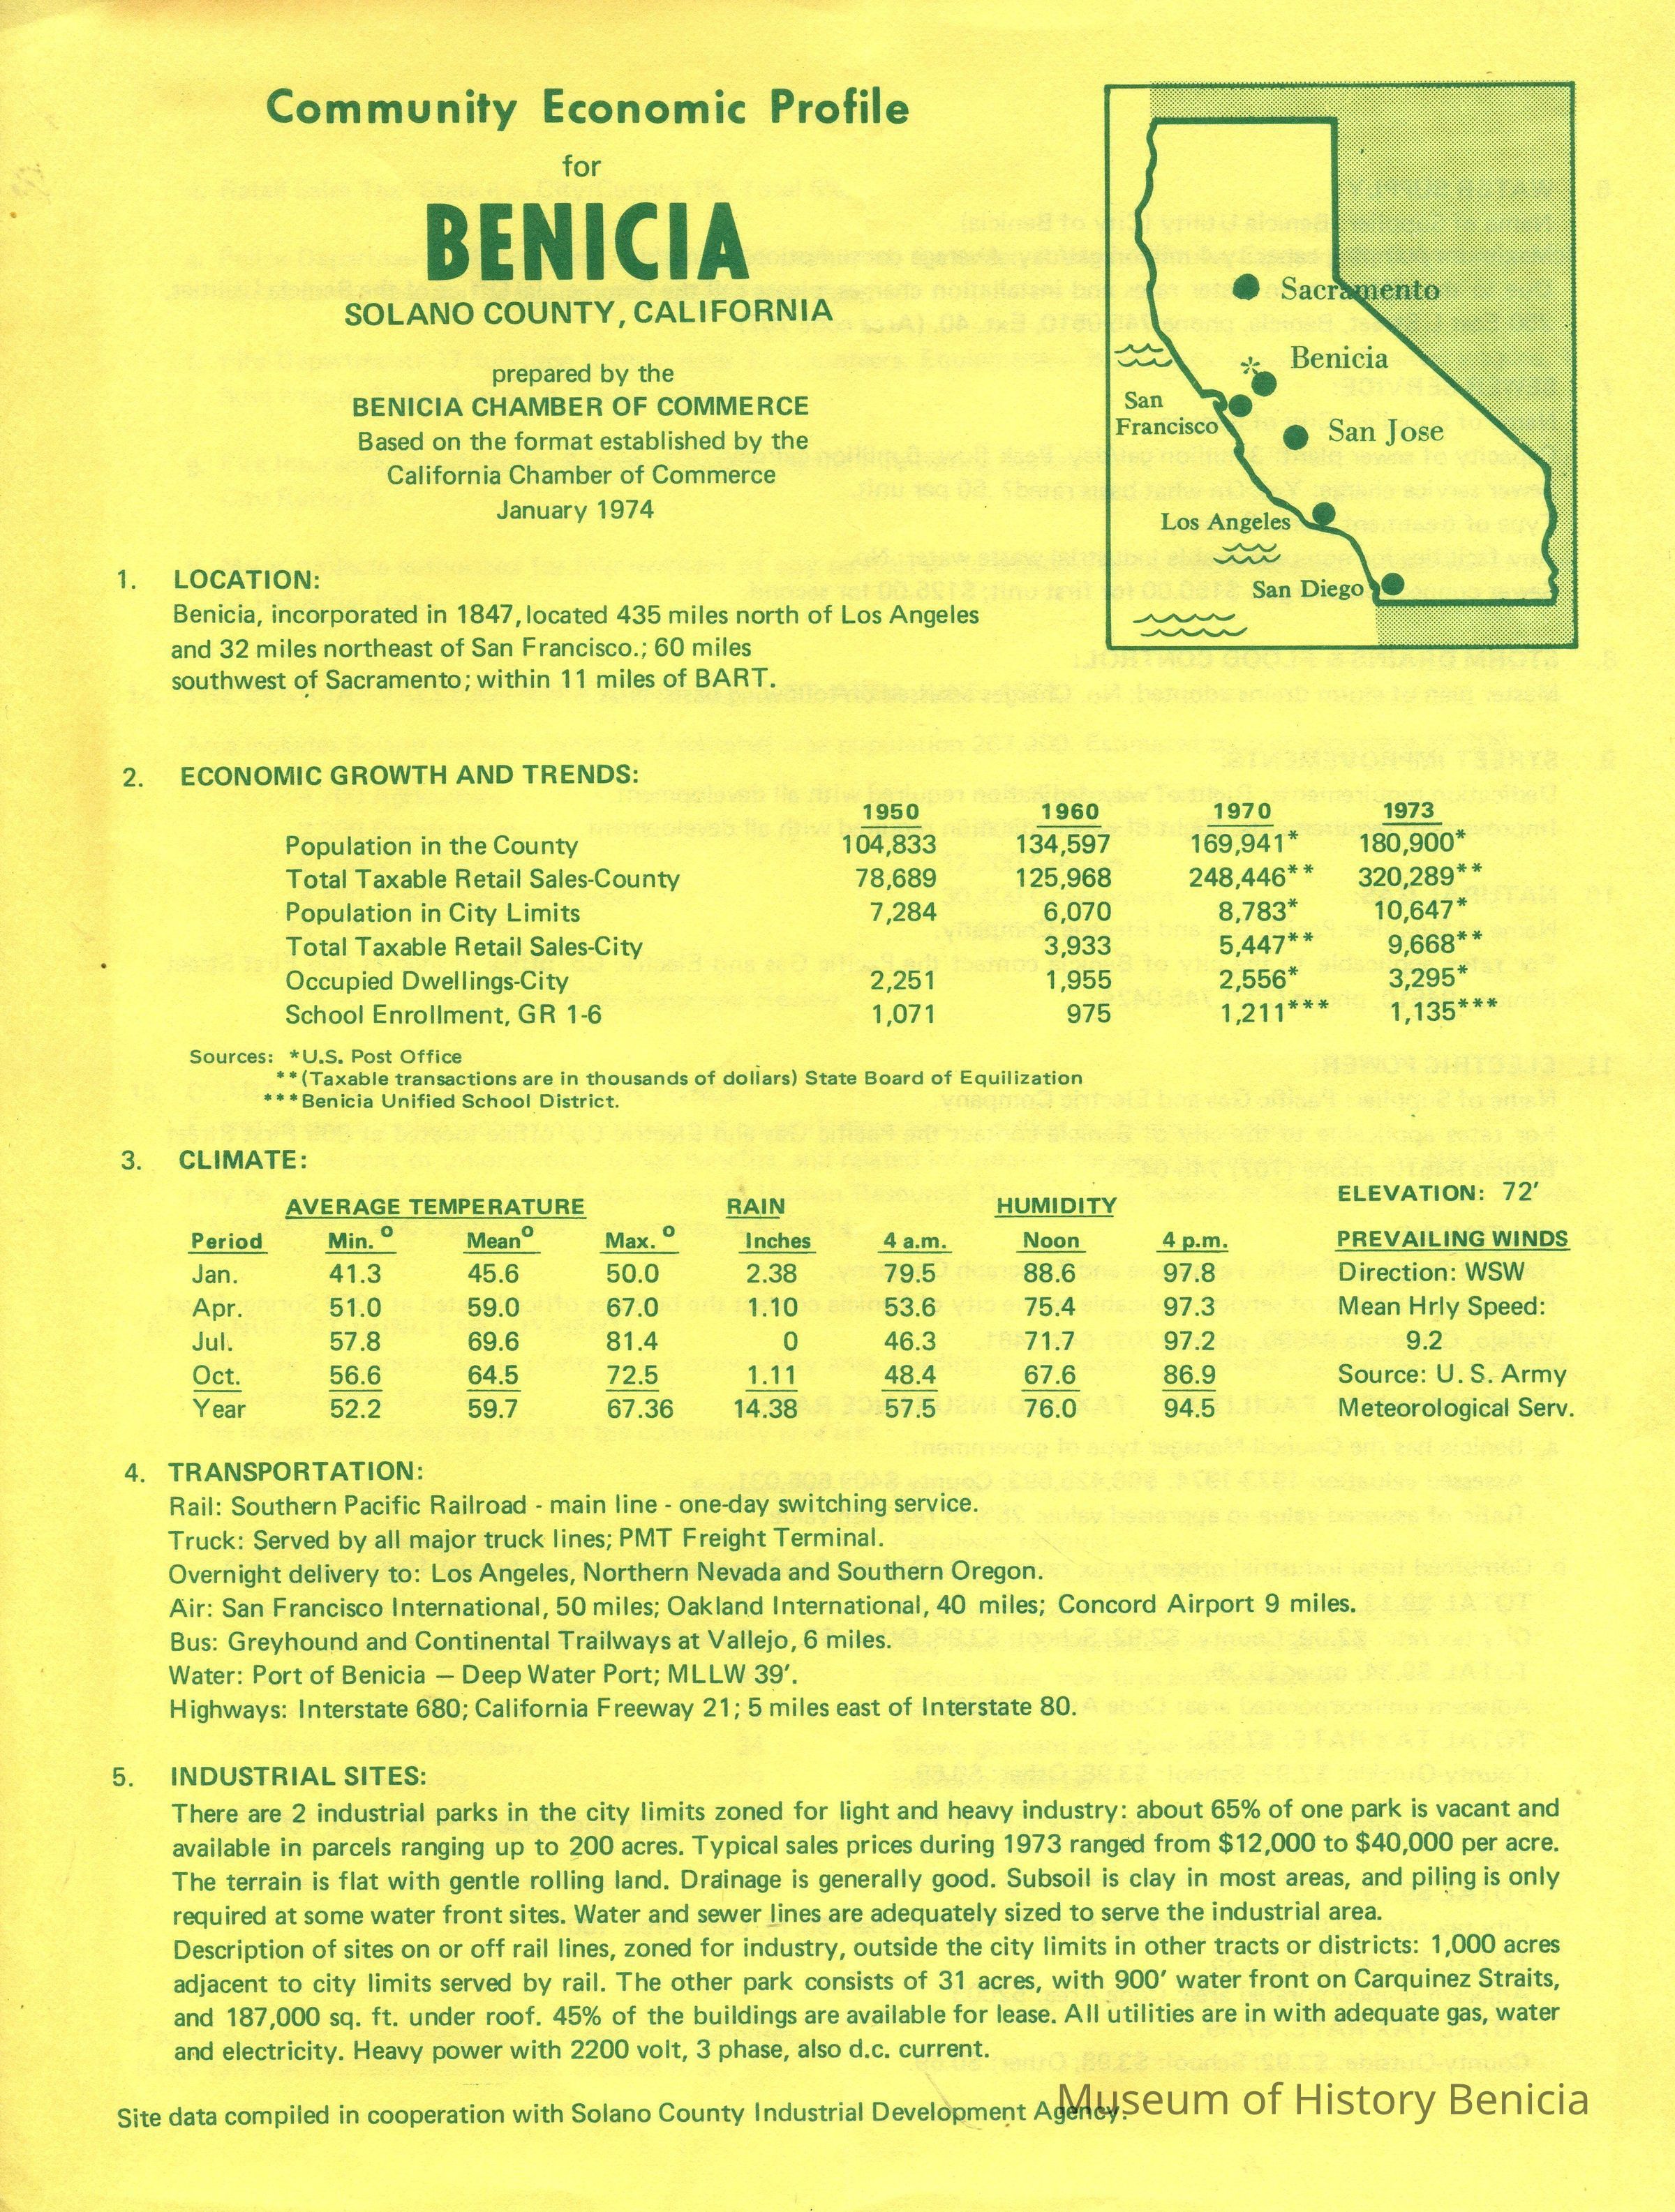 Community Economic Profile
for
BENICIA
SOLANO COUNTY, CALIFORNIA
prepared by the
BENICIA CHAMBER OF COMMERCE
Based on the format established by the
California Chamber of Commerce
January 1974
Sacramento
Benicia
*
San
Francisco
San Jose
Los Angeles
San Diego
1. LOCATION:
Benicia, incorporated in 1847, located 435 miles north of Los Angeles
and 32 miles northeast of San Francisco.; 60 miles
southwest of Sacramento; within 11 miles of BART.
2. ECONOMIC GROWTH AND TRENDS:
1950 1960 1970 1973
Population in the County 104,833 134,597 169,941* 180,900*
Total Taxable Retail Sales-County 78,689 125,968 248,446** 320,289**
Population in City Limits 7,284 6,070 8,783* 10,647*
Total Taxable Retail Sales-City 3,933 5,447** 9,668**
Occupied Dwellings-City 2,251 1,955 2,556* 3,295*
School Enrollment, GR 1-6 1,071 975 1,211*** 1,135***
Sources: *U.S. Post Office
**(Taxable transactions are in thousands of dollars) State Board of Equilization
***Benicia Unified School District.
3. CLIMATE:
AVERAGE TEMPERATURE RAIN HUMIDITY ELEVATION: 72'
Period Min.° Mean° Max.° Inches 4 a.m. Noon 4 p.m. PREVAILING WINDS
Jan. 41.3 45.6 50.0 2.38 79.5 88.6 97.8 Direction: WSW
Apr. 51.0 59.0 67.0 1.10 53.6 75.4 97.3 Mean Hrly Speed:
Jul. 57.8 69.6 81.4 0 46.3 71.7 97.2 9.2
Oct. 56.6 64.5 72.5 1.11 48.4 67.6 86.9 Source: U. S. Army
Year 52.2 59.7 67.36 14.38 57.5 76.0 94.5 Meteorological Serv.
4. TRANSPORTATION:
Rail: Southern Pacific Railroad - main line - one-day switching service.
Truck: Served by all major truck lines; PMT Freight Terminal.
Overnight delivery to: Los Angeles, Northern Nevada and Southern Oregon.
Air: San Francisco International, 50 miles; Oakland International, 40 miles; Concord Airport 9 miles.
Bus: Greyhound and Continental Trailways at Vallejo, 6 miles.
Water: Port of Benicia — Deep Water Port; MLLW 39'.
Highways: Interstate 680; California Freeway 21; 5 miles east of Interstate 80.
5. INDUSTRIAL SITES:
There are 2 industrial parks in the city limits zoned for light and heavy industry: about 65% of one park is vacant and
available in parcels ranging up to 200 acres. Typical sales prices during 1973 ranged from $12,000 to $40,000 per acre.
The terrain is flat with gentle rolling land. Drainage is generally good. Subsoil is clay in most areas, and piling is only
required at some water front sites. Water and sewer lines are adequately sized to serve the industrial area.
Description of sites on or off rail lines, zoned for industry, outside the city limits in other tracts or districts: 1,000 acres
adjacent to city limits served by rail. The other park consists of 31 acres, with 900' water front on Carquinez Straits,
and 187,000 sq. ft. under roof. 45% of the buildings are available for lease. All utilities are in with adequate gas, water
and electricity. Heavy power with 2200 volt, 3 phase, also d.c. current.
Site data compiled in cooperation with Solano County Industrial Development Agency.
Museum of History Benicia